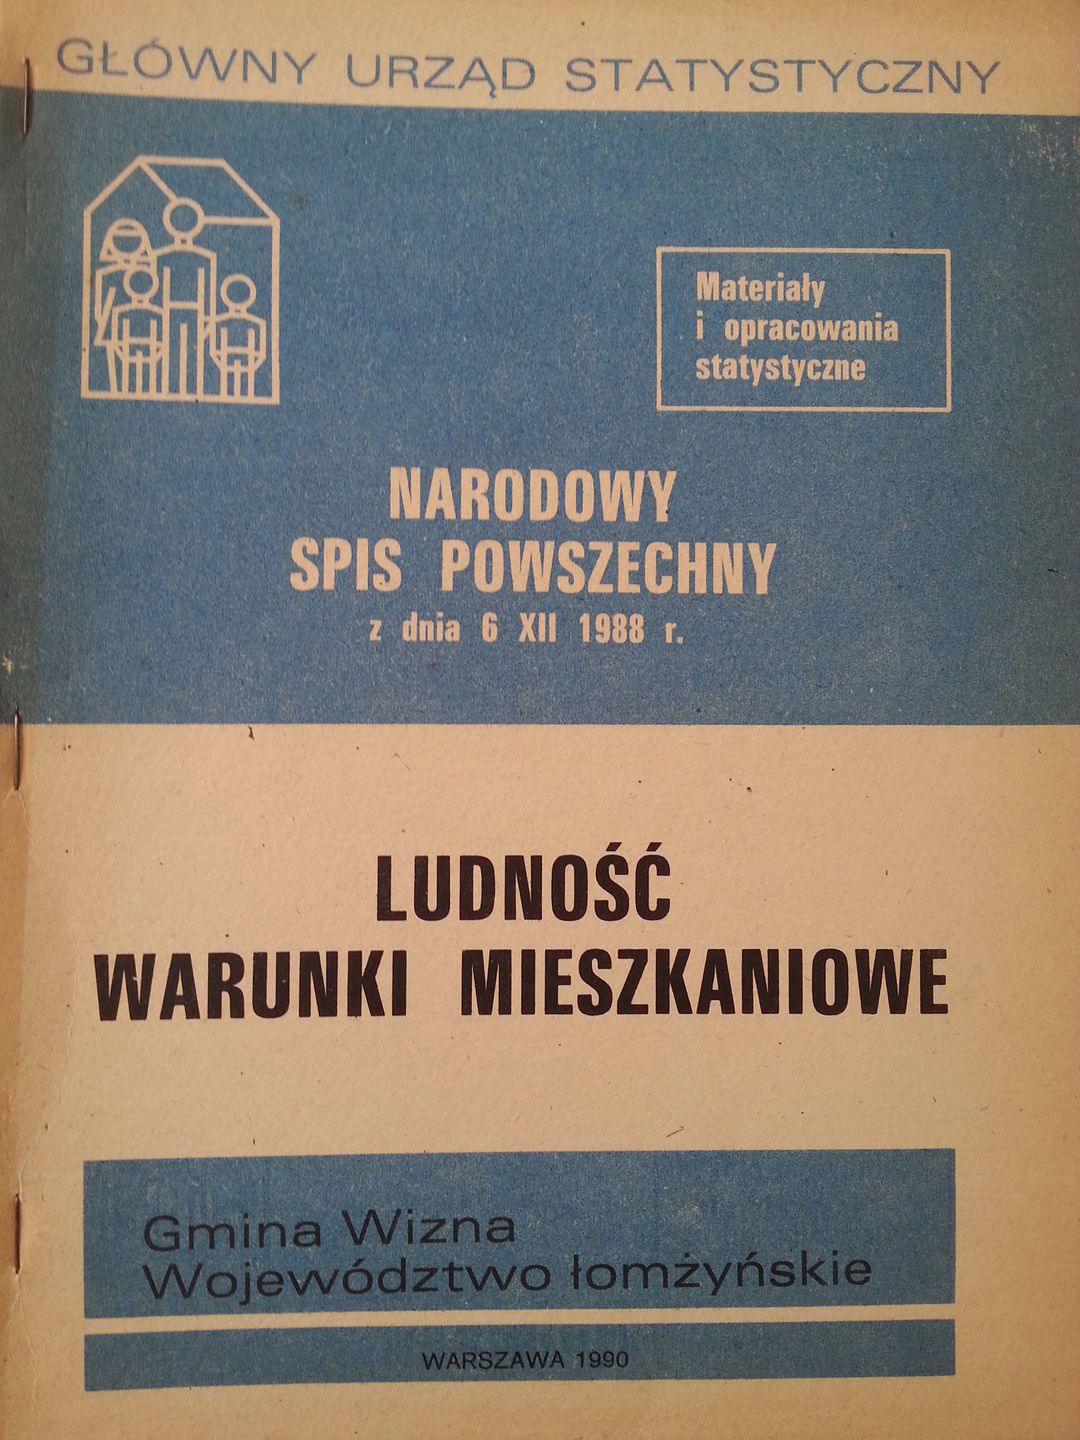 GŁÓWNY URZĄD STATYSTYCZNY
Materiały
i opracowania
statystyczne
NARODOWY
SPIS POWSZECHNY
z dnia 6 XII 1988 r.
LUDNOŚĆ
WARUNKI MIESZKANIOWE
Gmina Wizna
Województwo łomżyńskie
WARSZAWA 1990